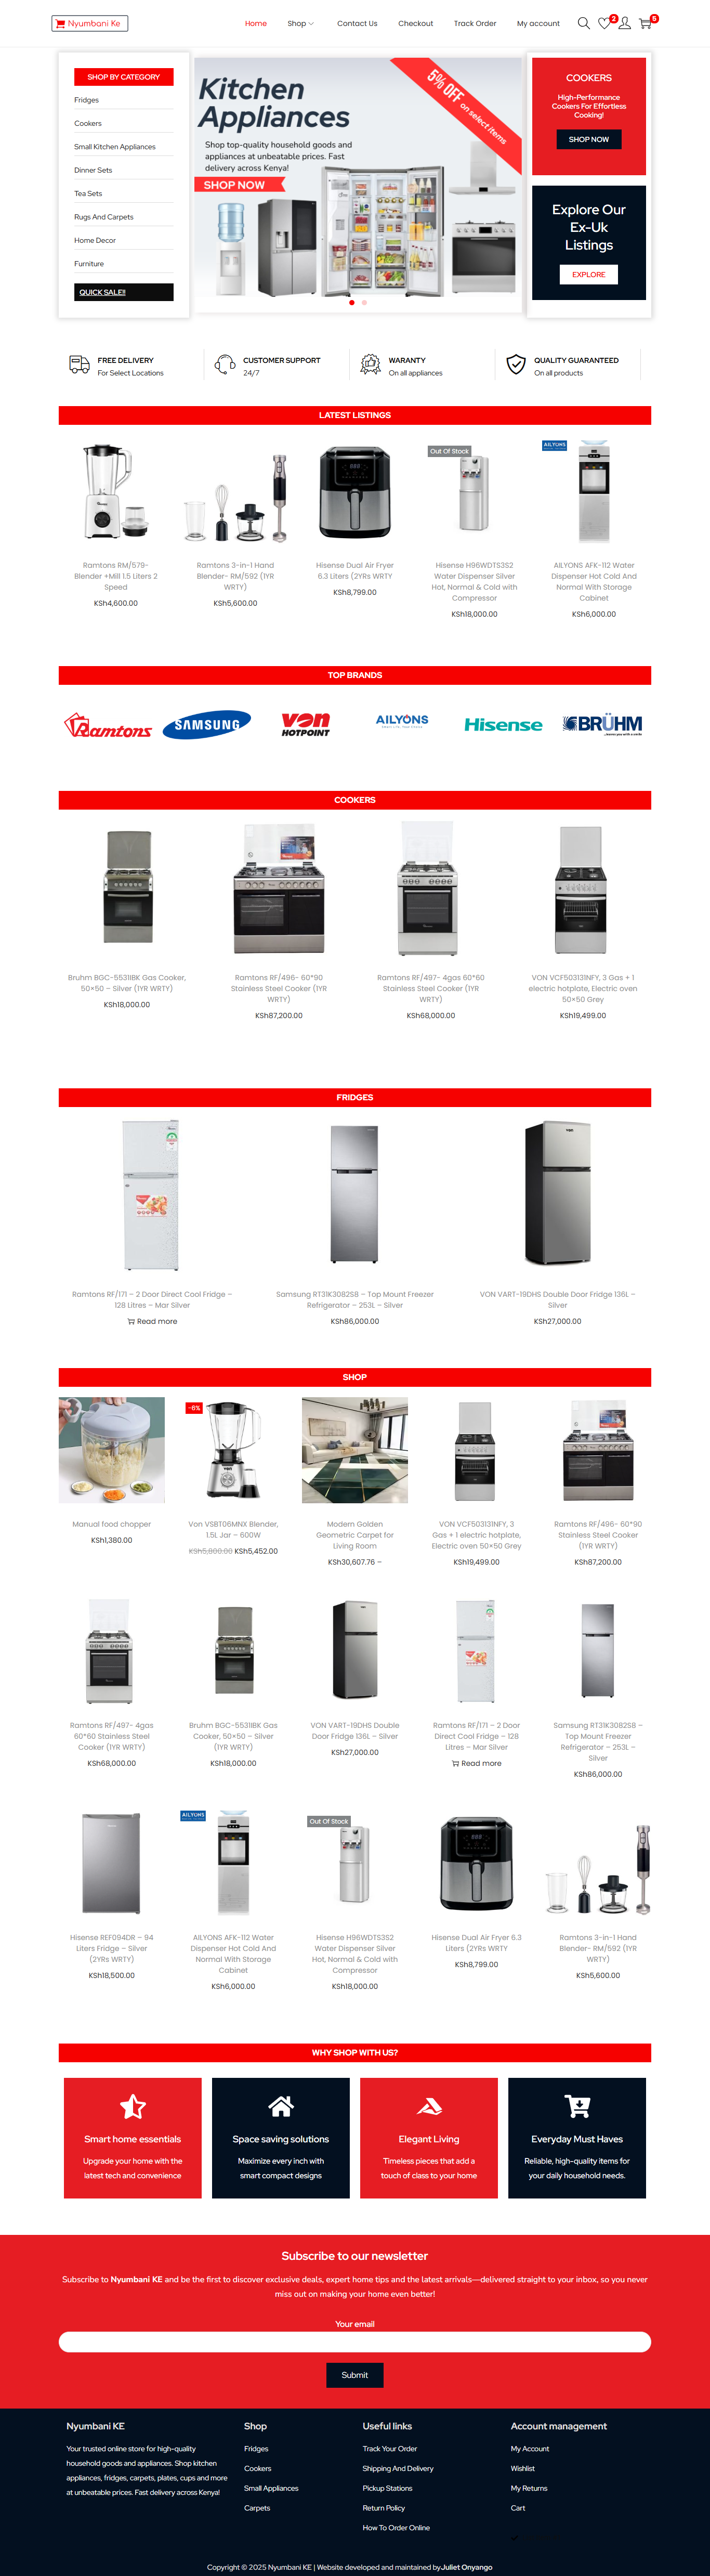 Nyumbani Ke
Home
Shop
Contact Us
Checkout
Track Order
My account
2
5
SHOP BY CATEGORY
Fridges
Cookers
Small Kitchen Appliances
Dinner Sets
Tea Sets
Rugs And Carpets
Home Decor
Furniture
QUICK SALE!!
Kitchen
Appliances
5% OFF on select items
Shop top-quality household goods and
appliances at unbeatable prices. Fast
delivery across Kenya!
SHOP NOW
COOKERS
High-Performance
Cookers For Effortless
Cooking!
SHOP NOW
Explore Our
Ex-Uk
Listings
EXPLORE
FREE DELIVERY
For Select Locations
CUSTOMER SUPPORT
24/7
WARANTY
On all appliances
QUALITY GUARANTEED
On all products
LATEST LISTINGS
Ramtons RM/579-
Blender +Mill 1.5 Liters 2
Speed
KSh4,600.00
Ramtons 3-in-1 Hand
Blender- RM/592 (1YR
WRTY)
KSh5,600.00
Hisense Dual Air Fryer
6.3 Liters (2YRs WRTY
KSh8,799.00
Out Of Stock
Hisense H96WDTS3S2
Water Dispenser Silver
Hot, Normal & Cold with
Compressor
KSh18,000.00
AILYONS
AILYONS AFK-112 Water
Dispenser Hot Cold And
Normal With Storage
Cabinet
KSh6,000.00
TOP BRANDS
Ramtons
SAMSUNG
von
HOTPOINT
AILYONS
Hisense
BRÜHM
COOKERS
Bruhm BGC-5531IBK Gas Cooker,
50×50 – Silver (1YR WRTY)
KSh18,000.00
Ramtons RF/496- 60*90
Stainless Steel Cooker (1YR
WRTY)
KSh87,200.00
Ramtons RF/497- 4gas 60*60
Stainless Steel Cooker (1YR
WRTY)
KSh68,000.00
VON VCF503131NFY, 3 Gas + 1
electric hotplate, Electric oven
50×50 Grey
KSh19,499.00
FRIDGES
Ramtons RF/171 – 2 Door Direct Cool Fridge –
128 Litres – Mar Silver
Read more
Samsung RT31K3082S8 – Top Mount Freezer
Refrigerator – 253L – Silver
KSh86,000.00
VON VART-19DHS Double Door Fridge 136L –
Silver
KSh27,000.00
SHOP
Manual food chopper
KSh1,380.00
-6%
Von VSBT06MNX Blender,
1.5L Jar – 600W
KSh5,800.00 KSh5,452.00
Modern Golden
Geometric Carpet for
Living Room
KSh30,607.76 –
VON VCF503131NFY, 3
Gas + 1 electric hotplate,
Electric oven 50×50 Grey
KSh19,499.00
Ramtons RF/496- 60*90
Stainless Steel Cooker
(1YR WRTY)
KSh87,200.00
Ramtons RF/497- 4gas
60*60 Stainless Steel
Cooker (1YR WRTY)
KSh68,000.00
Bruhm BGC-5531IBK Gas
Cooker, 50×50 – Silver
(1YR WRTY)
KSh18,000.00
VON VART-19DHS Double
Door Fridge 136L – Silver
KSh27,000.00
Ramtons RF/171 – 2 Door
Direct Cool Fridge – 128
Litres – Mar Silver
Read more
Samsung RT31K3082S8 –
Top Mount Freezer
Refrigerator – 253L –
Silver
KSh86,000.00
Hisense REF094DR – 94
Liters Fridge – Silver
(2YRs WRTY)
KSh18,500.00
AILYONS
AILYONS AFK-112 Water
Dispenser Hot Cold And
Normal With Storage
Cabinet
KSh6,000.00
Out Of Stock
Hisense H96WDTS3S2
Water Dispenser Silver
Hot, Normal & Cold with
Compressor
KSh18,000.00
Hisense Dual Air Fryer 6.3
Liters (2YRs WRTY
KSh8,799.00
Ramtons 3-in-1 Hand
Blender- RM/592 (1YR
WRTY)
KSh5,600.00
WHY SHOP WITH US?
Smart home essentials
Upgrade your home with the
latest tech and convenience
Space saving solutions
Maximize every inch with
smart compact designs
Elegant Living
Timeless pieces that add a
touch of class to your home
Everyday Must Haves
Reliable, high-quality items for
your daily household needs.
Subscribe to our newsletter
Subscribe to Nyumbani KE and be the first to discover exclusive deals, expert home tips and the latest arrivals—delivered straight to your inbox, so you never
miss out on making your home even better!
Your email
Submit
Nyumbani KE
Your trusted online store for high-quality
household goods and appliances. Shop kitchen
appliances, fridges, carpets, plates, cups and more
at unbeatable prices. Fast delivery across Kenya!
Shop
Fridges
Cookers
Small Appliances
Carpets
Useful links
Track Your Order
Shipping And Delivery
Pickup Stations
Return Policy
How To Order Online
Account management
My Account
Wishlist
My Returns
Cart
Copyright © 2025 Nyumbani KE | Website developed and maintained byJuliet Onyango